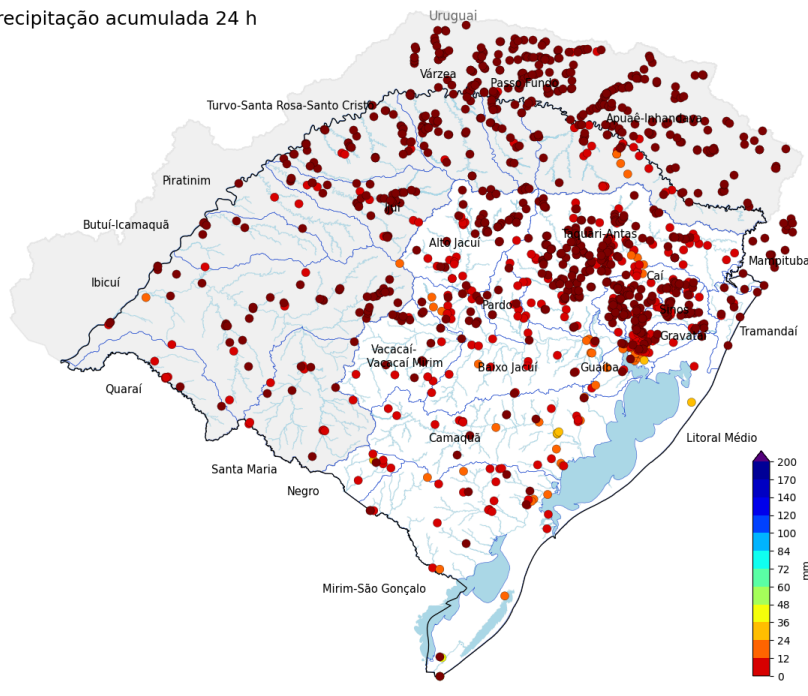 recipitação acumulada 24 h
Uruguai
Várzea
Passo Fundo
Turvo-Santa Rosa-Santo Cristo
Apuaê-Inhandava
Piratinim
Ijuí
Butuí-Icamaquã
Alto Jacuí
Taquari-Antas
Mampituba
Ibicuí
Caí
Pardo
Sinos
Tramandaí
Gravataí
Vacacaí-
Vacacaí Mirim
Baixo Jacuí
Guaíba
Quaraí
Camaquã
Litoral Médio
Santa Maria
Negro
Mirim-São Gonçalo
200
170
140
120
100
84
72
60
48
36
24
12
0
mm